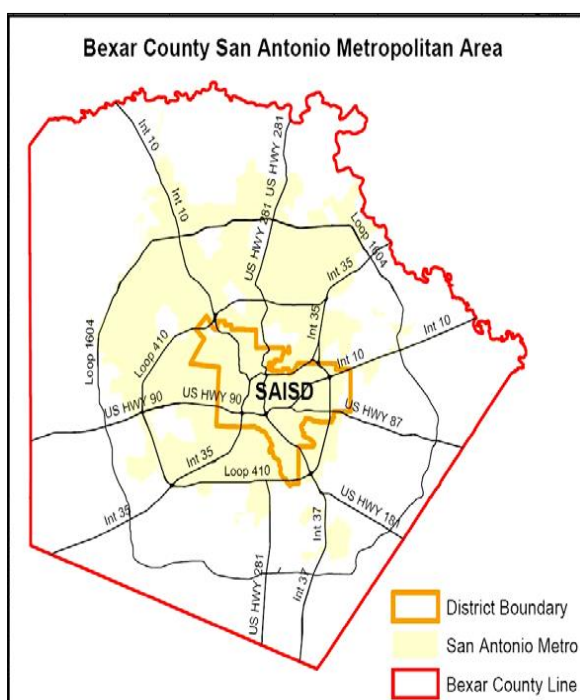 Bexar County San Antonio Metropolitan Area
Int 10
US HWY 281
Int 10
US HWY 281
Loop 1604
Int 35
Int 35
Int 10
Loop 1604
Loop 410
SAISD
US HWY 90
US HWY 90
US HWY 87
Int 35
Loop 410
Int 35
US HWY 281
Int 37
Int 37
US HWY 181
District Boundary
San Antonio Metro
Bexar County Line